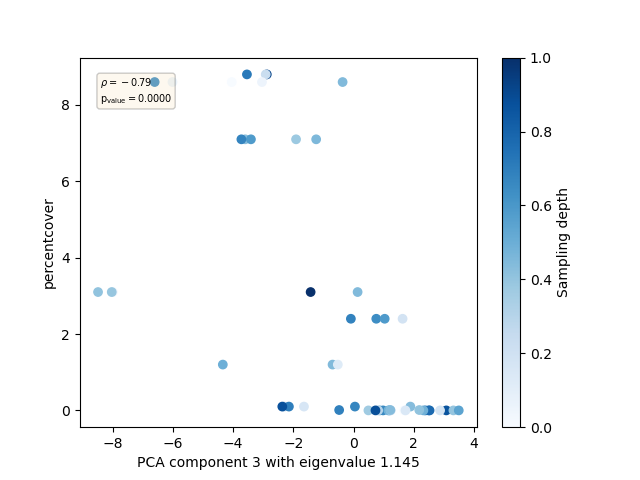 ρ = −0.79
pvalue = 0.0000
8
6
4
2
0
percentcover
−8 −6 −4 −2 0 2 4
PCA component 3 with eigenvalue 1.145
1.0
0.8
0.6
0.4
0.2
0.0
Sampling depth